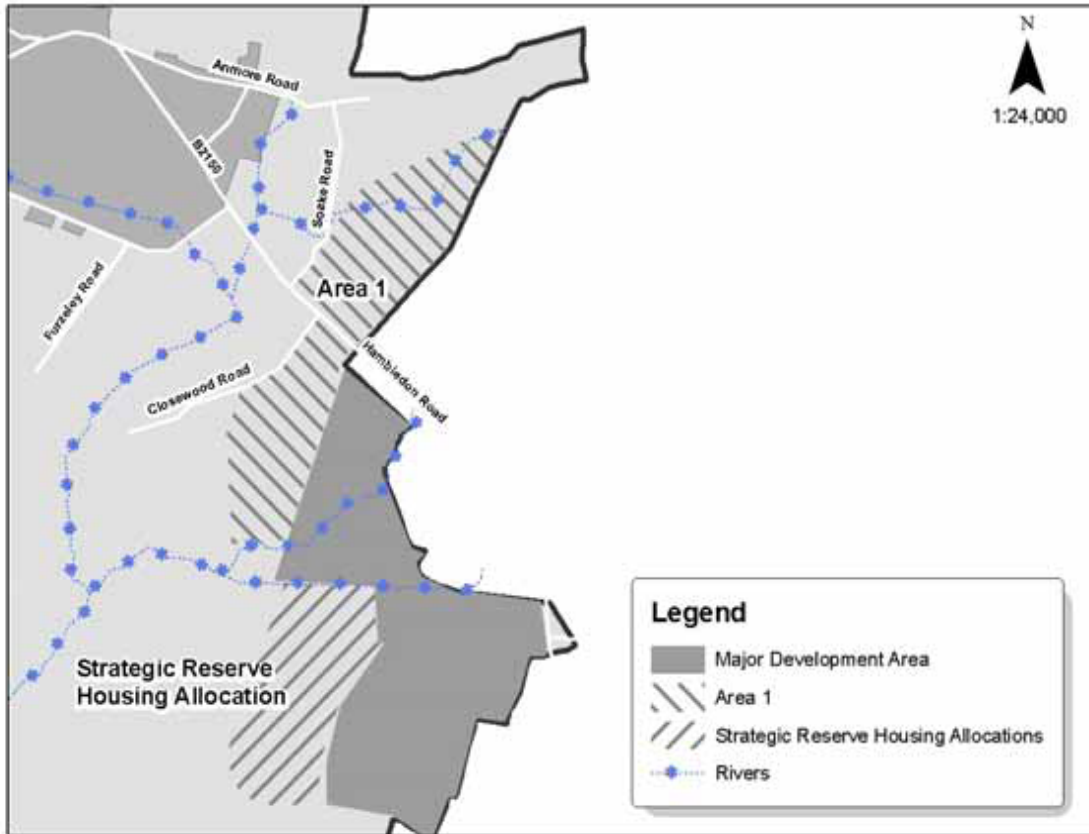 N
1:24,000
Anmore Road
B2150
Soake Road
Area 1
Furzeley Road
Hambledon Road
Closewood Road
Strategic Reserve
Housing Allocation
Legend
Major Development Area
Area 1
Strategic Reserve Housing Allocations
Rivers